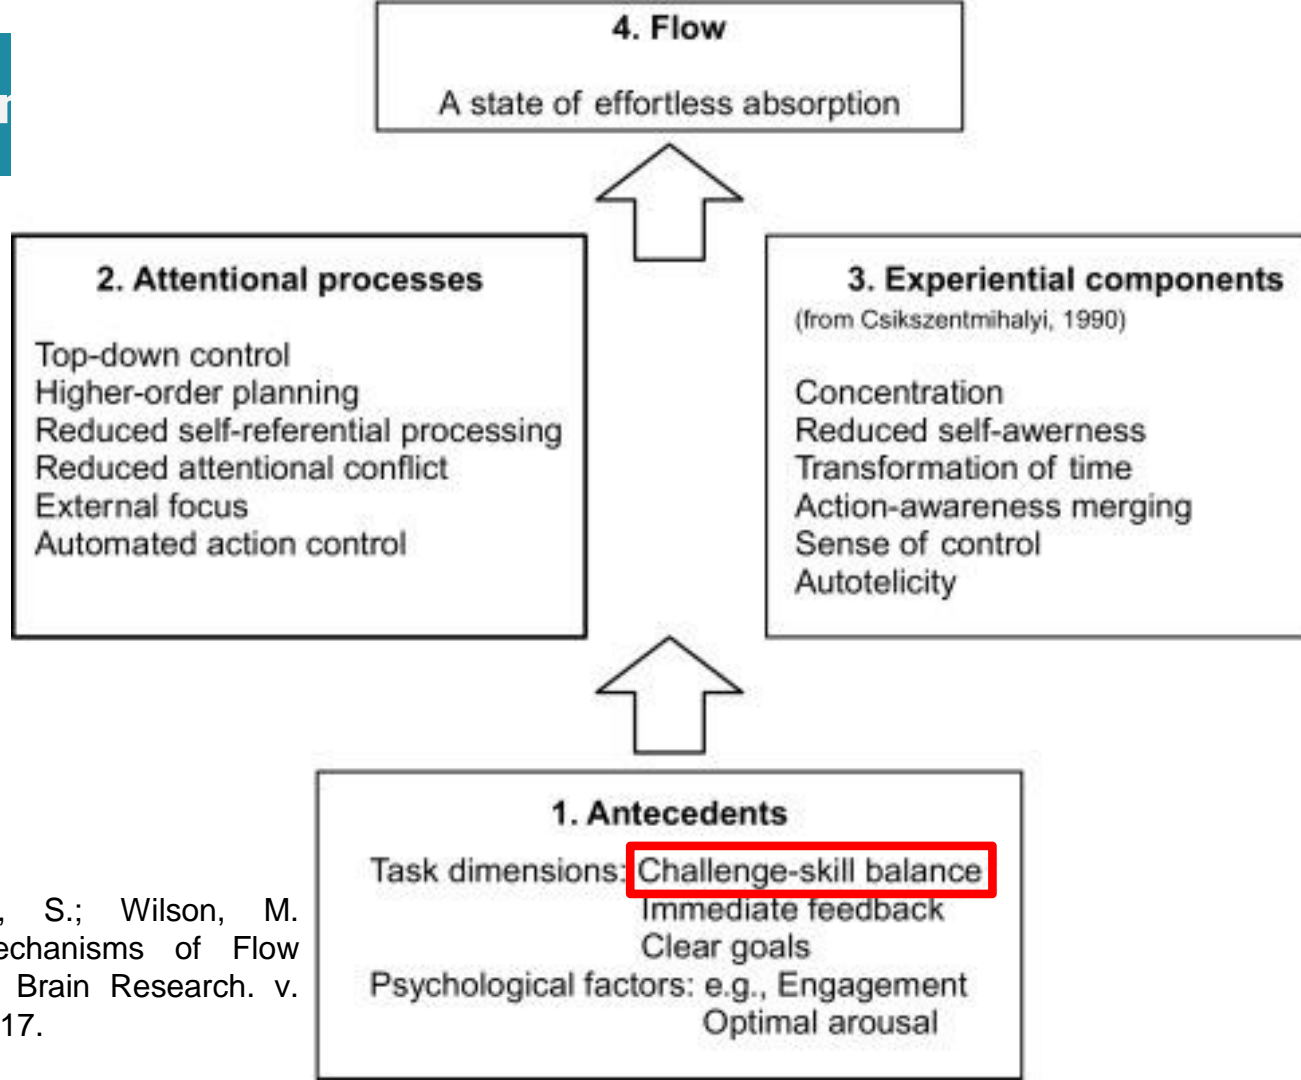 4. Flow
A state of effortless absorption
2. Attentional processes
Top-down control
Higher-order planning
Reduced self-referential processing
Reduced attentional conflict
External focus
Automated action control
3. Experiential components
(from Csikszentmihalyi, 1990)
Concentration
Reduced self-awerness
Transformation of time
Action-awareness merging
Sense of control
Autotelicity
1. Antecedents
Task dimensions: Challenge-skill balance
Immediate feedback
Clear goals
Psychological factors: e.g., Engagement
Optimal arousal
, S.; Wilson, M.
of Flow
Brain Research. v.
17.